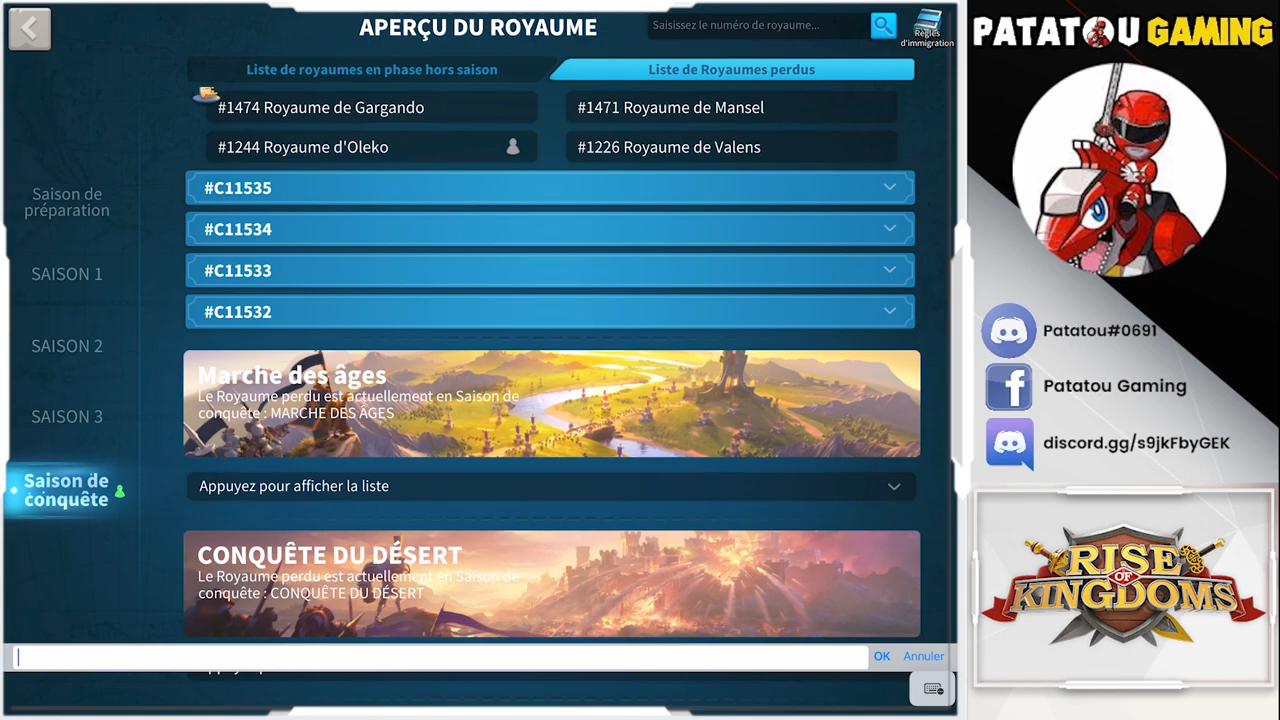 APERÇU DU ROYAUME
Saisissez le numéro de royaume...
Règles
d'immigration
Liste de royaumes en phase hors saison
Liste de Royaumes perdus
#1474 Royaume de Gargando
#1471 Royaume de Mansel
#1244 Royaume d'Oleko
#1226 Royaume de Valens
Saison de
préparation
SAISON 1
SAISON 2
SAISON 3
Saison de
conquête
#C11535
#C11534
#C11533
#C11532
Marche des âges
Le Royaume perdu est actuellement en Saison de
conquête : MARCHE DES ÂGES
Appuyez pour afficher la liste
CONQUÊTE DU DÉSERT
Le Royaume perdu est actuellement en Saison de
conquête : CONQUÊTE DU DÉSERT
OK
Annuler
PATATOU GAMING
Patatou#0691
Patatou Gaming
discord.gg/s9jkFbyGEK
RISE
OF
KINGDOMS